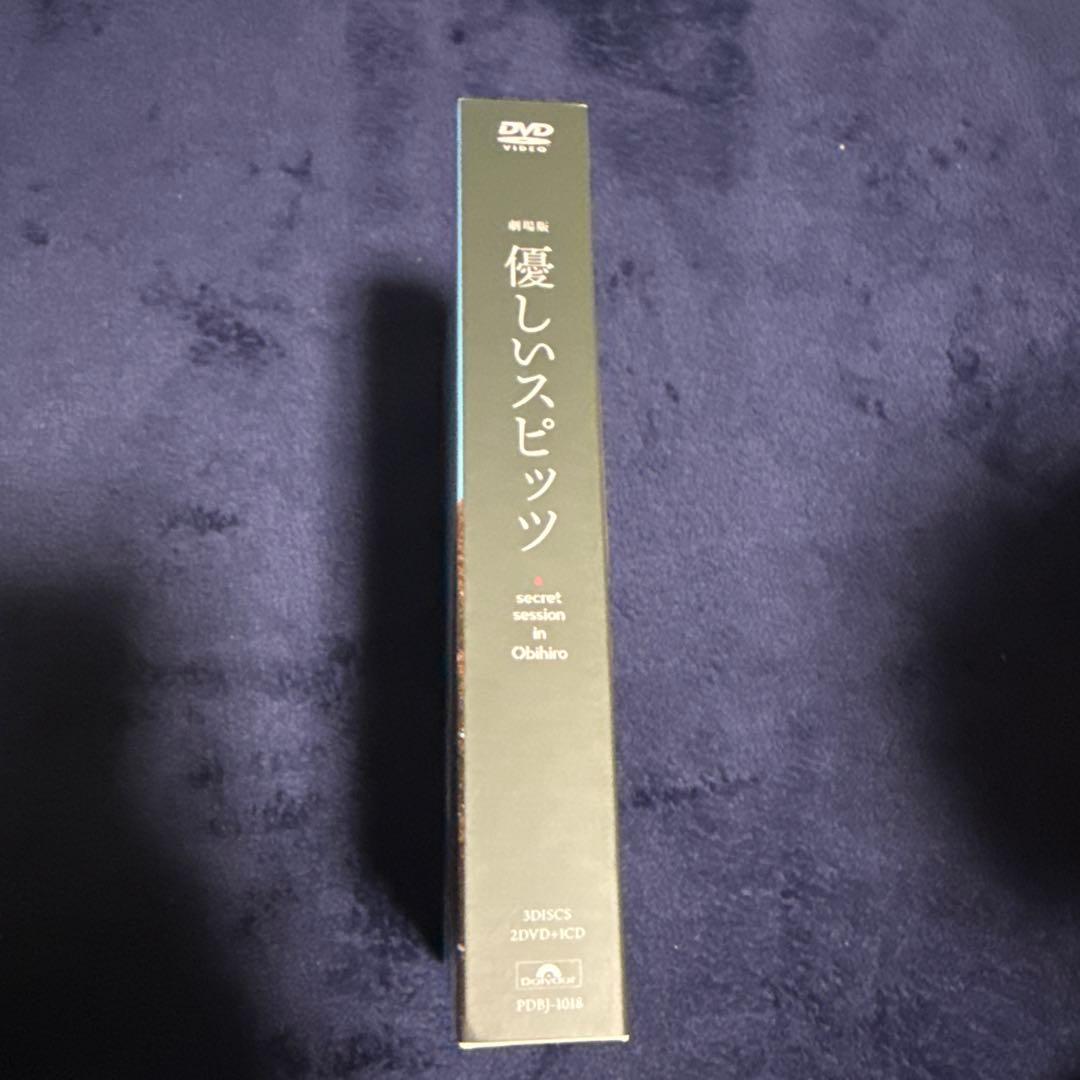 DVD
VIDEO
劇場版
優しいスピッツ
a
secret
session
in
Obihiro
3DISCS
2DVD+1CD
Polydor
PDBJ-1018